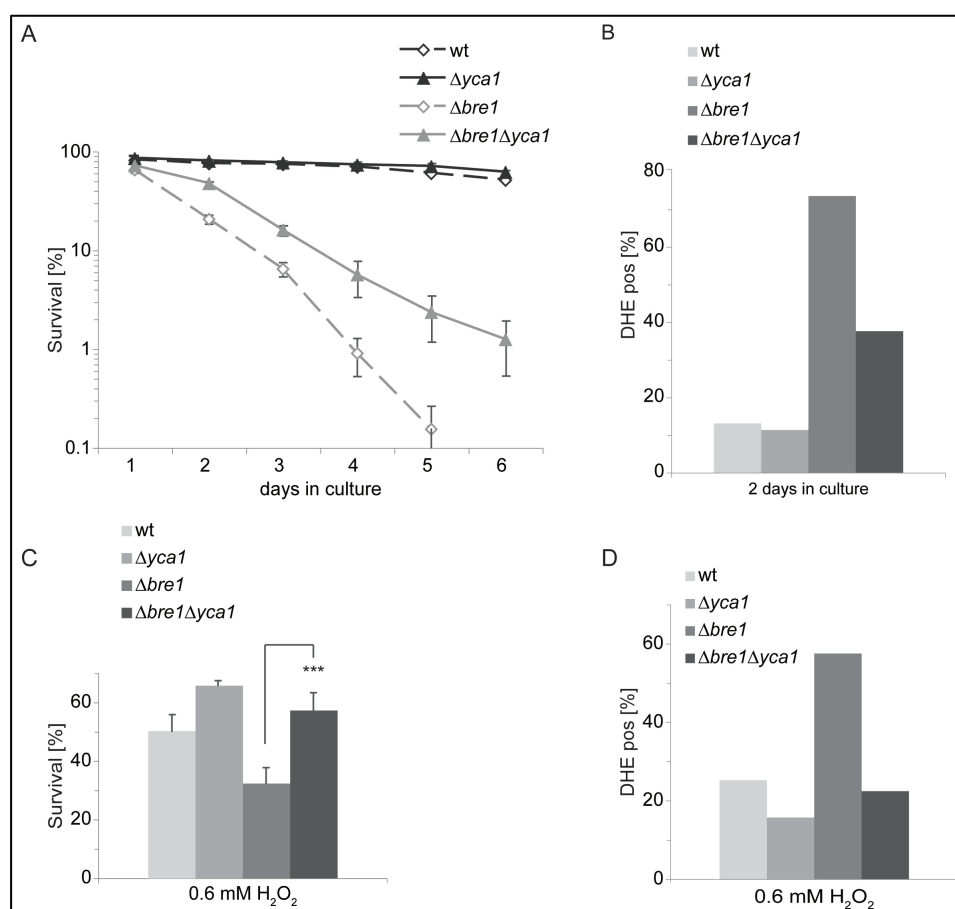 A
wt
Δyca1
Δbre1
Δbre1Δyca1
100
10
1
0.1
Survival [%]
1 2 3 4 5 6
days in culture
B
wt
Δyca1
Δbre1
Δbre1Δyca1
80
60
40
20
0
DHE pos [%]
2 days in culture
C
wt
Δyca1
Δbre1
Δbre1Δyca1
***
60
40
20
0
Survival [%]
0.6 mM H₂O₂
D
wt
Δyca1
Δbre1
Δbre1Δyca1
60
40
20
0
DHE pos [%]
0.6 mM H₂O₂